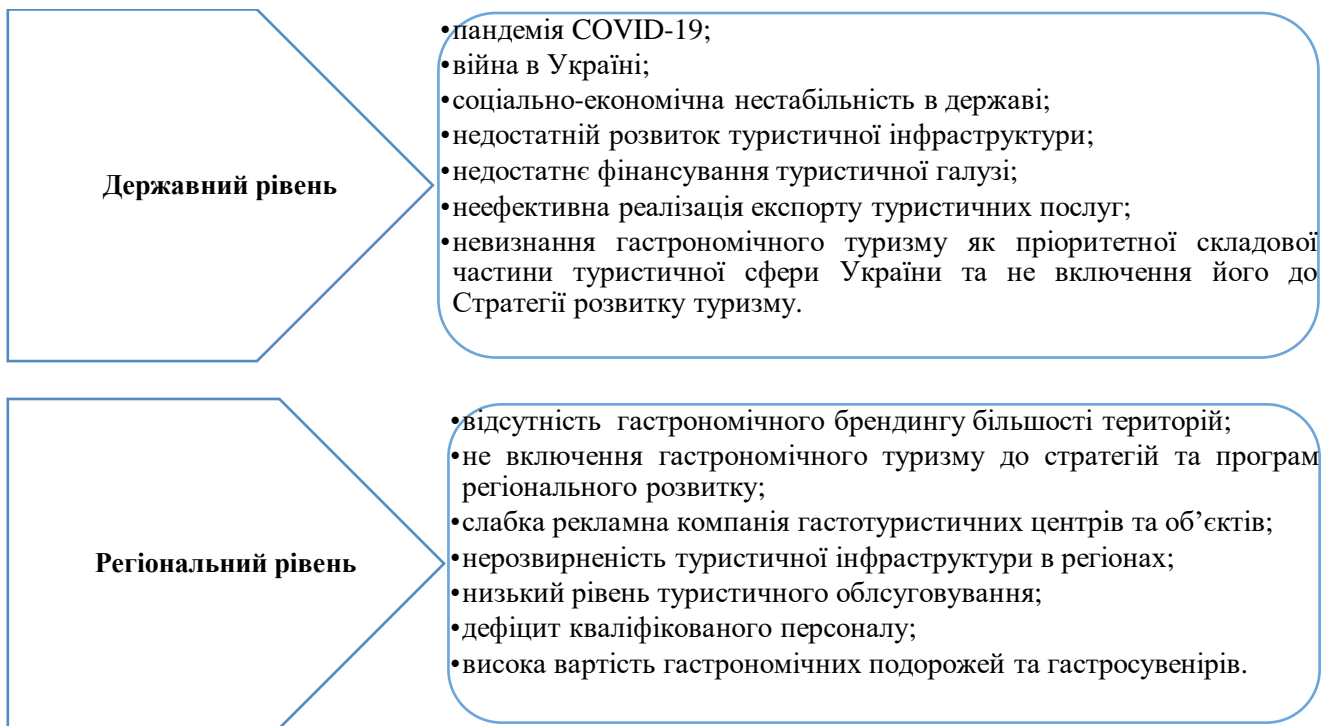 Державний рівень
•пандемія COVID-19;
•війна в Україні;
•соціально-економічна нестабільність в державі;
•недостатній розвиток туристичної інфраструктури;
•недостатнє фінансування туристичної галузі;
•неефективна реалізація експорту туристичних послуг;
•невизнання гастрономічного туризму як пріоритетної складової
частини туристичної сфери України та не включення його до
Стратегії розвитку туризму.
Регіональний рівень
•відсутність гастрономічного брендингу більшості територій;
•не включення гастрономічного туризму до стратегій та програм
регіонального розвитку;
•слабка рекламна компанія гастотуристичних центрів та об’єктів;
•нерозвирненість туристичної інфраструктури в регіонах;
•низький рівень туристичного облсуговування;
•дефіцит кваліфікованого персоналу;
•висока вартість гастрономічних подорожей та гастросувенірів.